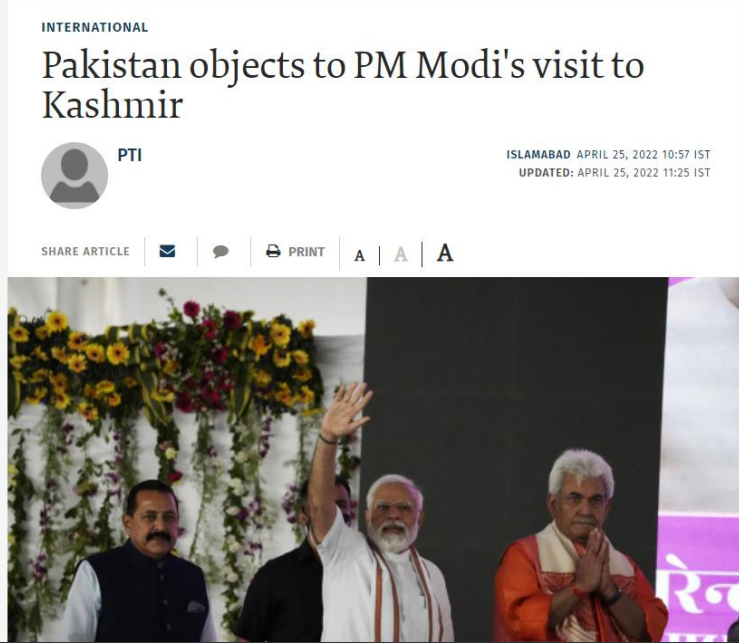 INTERNATIONAL
Pakistan objects to PM Modi's visit to
Kashmir
PTI
ISLAMABAD APRIL 25, 2022 10:57 IST
UPDATED: APRIL 25, 2022 11:25 IST
SHARE ARTICLE PRINT A | A | A